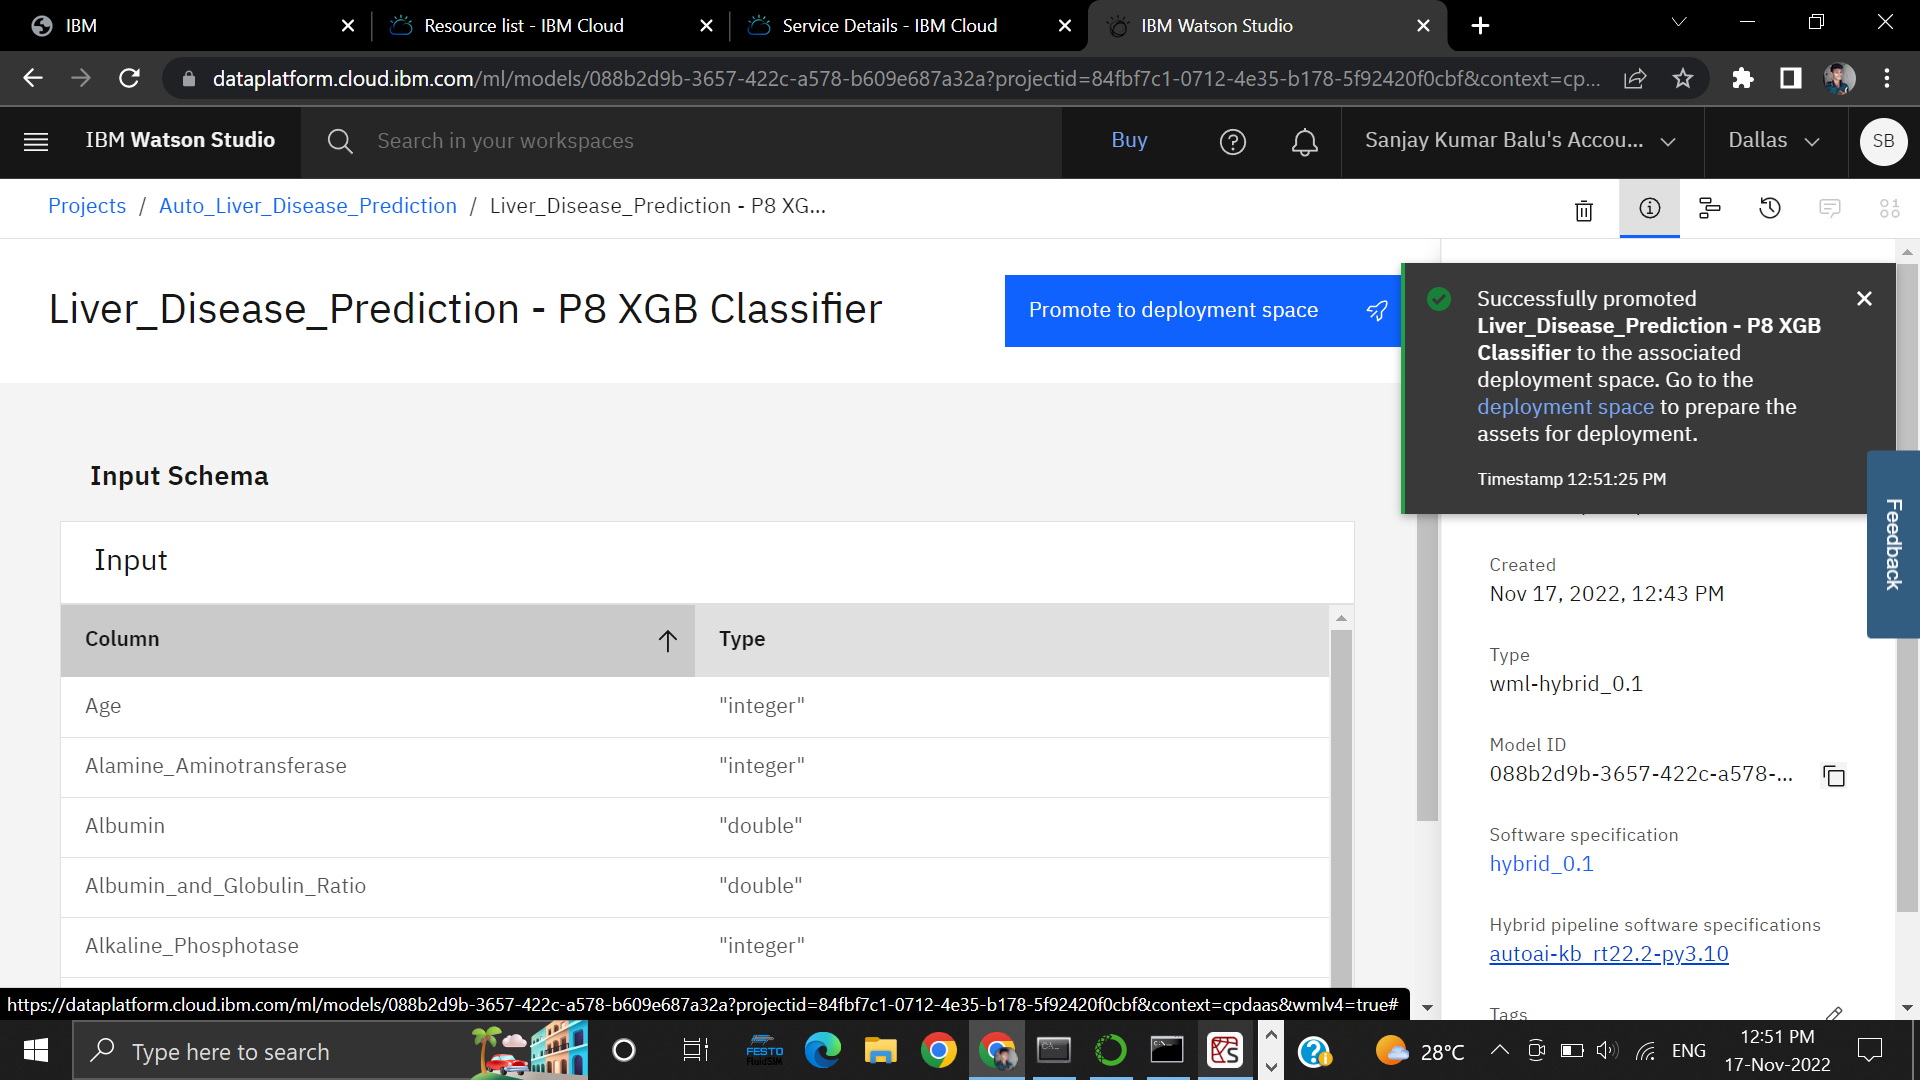 IBM
Resource list - IBM Cloud
Service Details - IBM Cloud
IBM Watson Studio
dataplatform.cloud.ibm.com/ml/models/088b2d9b-3657-422c-a578-b609e687a32a?projectid=84fbf7c1-0712-4e35-b178-5f92420f0cbf&context=cp...
IBM Watson Studio
Search in your workspaces
Buy
Sanjay Kumar Balu's Accou...
Dallas
SB
Projects / Auto_Liver_Disease_Prediction / Liver_Disease_Prediction - P8 XG...
Liver_Disease_Prediction - P8 XGB Classifier
Promote to deployment space
Successfully promoted
Liver_Disease_Prediction - P8 XGB
Classifier to the associated
deployment space. Go to the
deployment space to prepare the
assets for deployment.
Timestamp 12:51:25 PM
Feedback
Input Schema
Input
Column Type
Age "integer"
Alamine_Aminotransferase "integer"
Albumin "double"
Albumin_and_Globulin_Ratio "double"
Alkaline_Phosphotase "integer"
Created
Nov 17, 2022, 12:43 PM
Type
wml-hybrid_0.1
Model ID
088b2d9b-3657-422c-a578-...
Software specification
hybrid_0.1
Hybrid pipeline software specifications
autoai-kb_rt22.2-py3.10
Tags
https://dataplatform.cloud.ibm.com/ml/models/088b2d9b-3657-422c-a578-b609e687a32a?projectid=84fbf7c1-0712-4e35-b178-5f92420f0cbf&context=cpdaas&wmlv4=true#
Type here to search
FESTO
FluidSIM
28°C
ENG
12:51 PM
17-Nov-2022